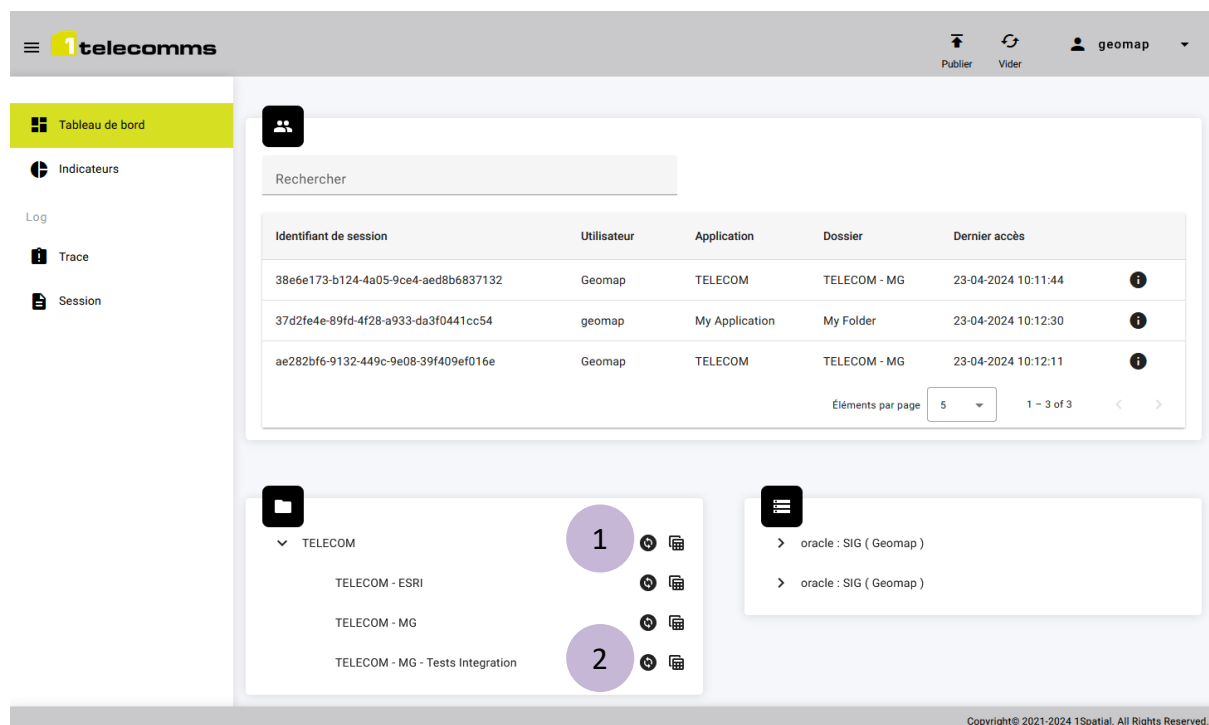 1telecomms
Publier
Vider
geomap
Tableau de bord
Indicateurs
Log
Trace
Session
Rechercher
Identifiant de session Utilisateur Application Dossier Dernier accès
38e6e173-b124-4a05-9ce4-aed8b6837132 Geomap TELECOM TELECOM - MG 23-04-2024 10:11:44
37d2fe4e-89fd-4f28-a933-da3f0441cc54 geomap My Application My Folder 23-04-2024 10:12:30
ae282bf6-9132-449c-9e08-39f409ef016e Geomap TELECOM TELECOM - MG 23-04-2024 10:12:11
Éléments par page 5 1 – 3 of 3
TELECOM 1
TELECOM - ESRI
TELECOM - MG
TELECOM - MG - Tests Integration 2
oracle : SIG ( Geomap )
oracle : SIG ( Geomap )
Copyright© 2021-2024 1Spatial. All Rights Reserved.